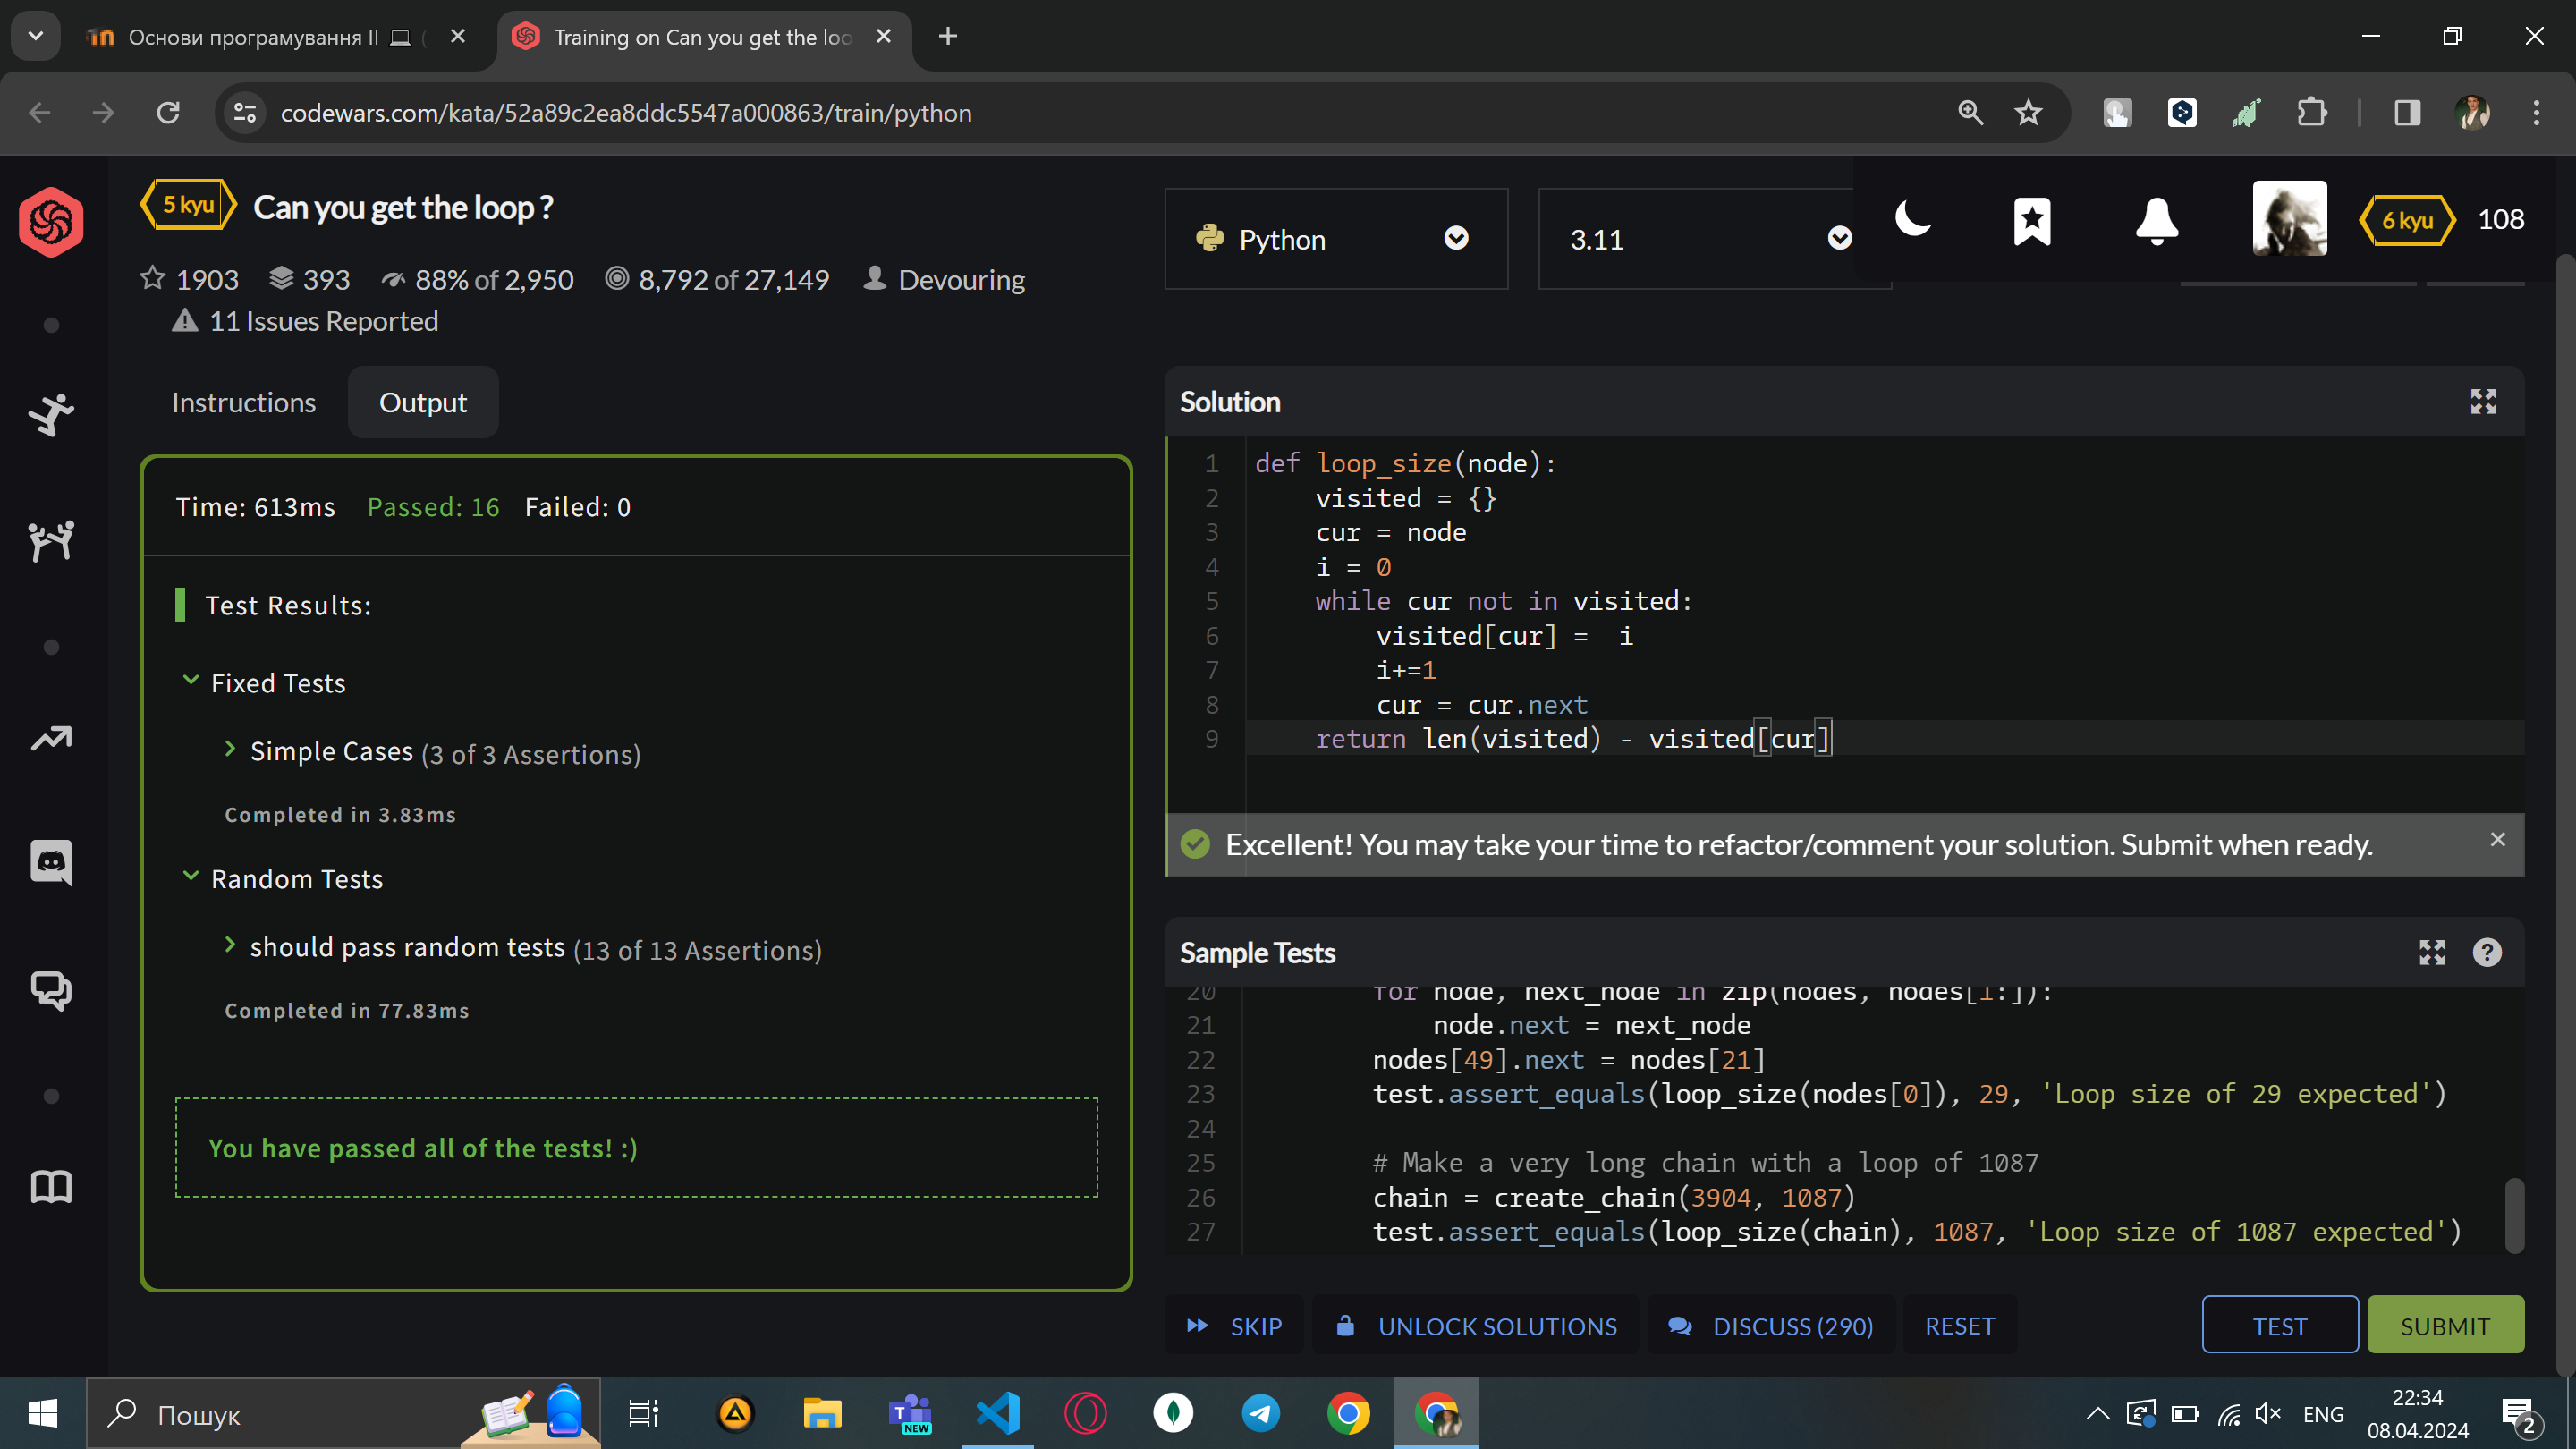 Основи програмування II 💻 (
Training on Can you get the loo
codewars.com/kata/52a89c2ea8ddc5547a000863/train/python
5 kyu
Can you get the loop ?
1903 393 88% of 2,950 8,792 of 27,149 Devouring
11 Issues Reported
Python
3.11
6 kyu
108
Instructions
Output
Time: 613ms Passed: 16 Failed: 0
Test Results:
Fixed Tests
Simple Cases (3 of 3 Assertions)
Completed in 3.83ms
Random Tests
should pass random tests (13 of 13 Assertions)
Completed in 77.83ms
You have passed all of the tests! :)
Solution
1 def loop_size(node):
2     visited = {}
3     cur = node
4     i = 0
5     while cur not in visited:
6         visited[cur] =  i
7         i+=1
8         cur = cur.next
9     return len(visited) - visited[cur]
Excellent! You may take your time to refactor/comment your solution. Submit when ready.
Sample Tests
20         for node, next_node in zip(nodes, nodes[1:]):
21             node.next = next_node
22         nodes[49].next = nodes[21]
23         test.assert_equals(loop_size(nodes[0]), 29, 'Loop size of 29 expected')
24
25         # Make a very long chain with a loop of 1087
26         chain = create_chain(3904, 1087)
27         test.assert_equals(loop_size(chain), 1087, 'Loop size of 1087 expected')
SKIP
UNLOCK SOLUTIONS
DISCUSS (290)
RESET
TEST
SUBMIT
Пошук
T
NEW
ENG
22:34
08.04.2024
2